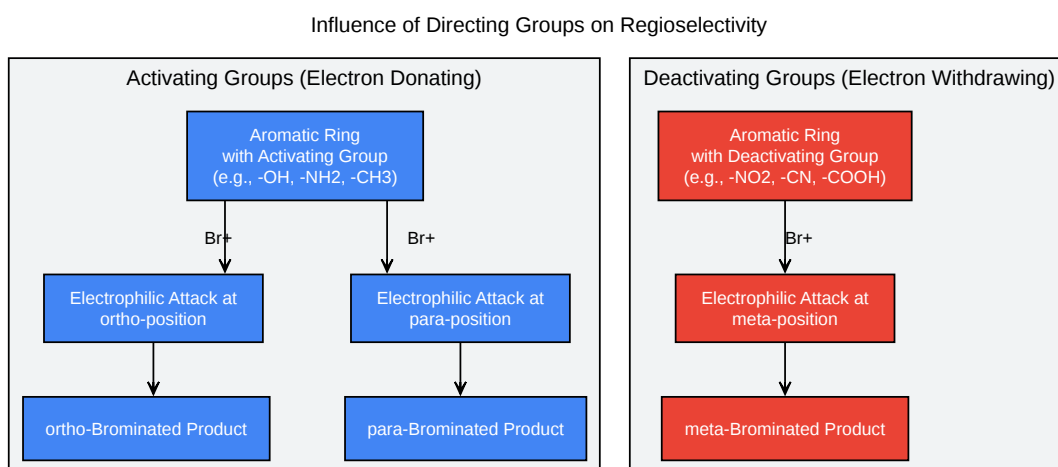 Influence of Directing Groups on Regioselectivity
Activating Groups (Electron Donating)
Aromatic Ring
with Activating Group
(e.g., -OH, -NH2, -CH3)
Br+
Br+
Electrophilic Attack at
ortho-position
Electrophilic Attack at
para-position
ortho-Brominated Product
para-Brominated Product
Deactivating Groups (Electron Withdrawing)
Aromatic Ring
with Deactivating Group
(e.g., -NO2, -CN, -COOH)
Br+
Electrophilic Attack at
meta-position
meta-Brominated Product